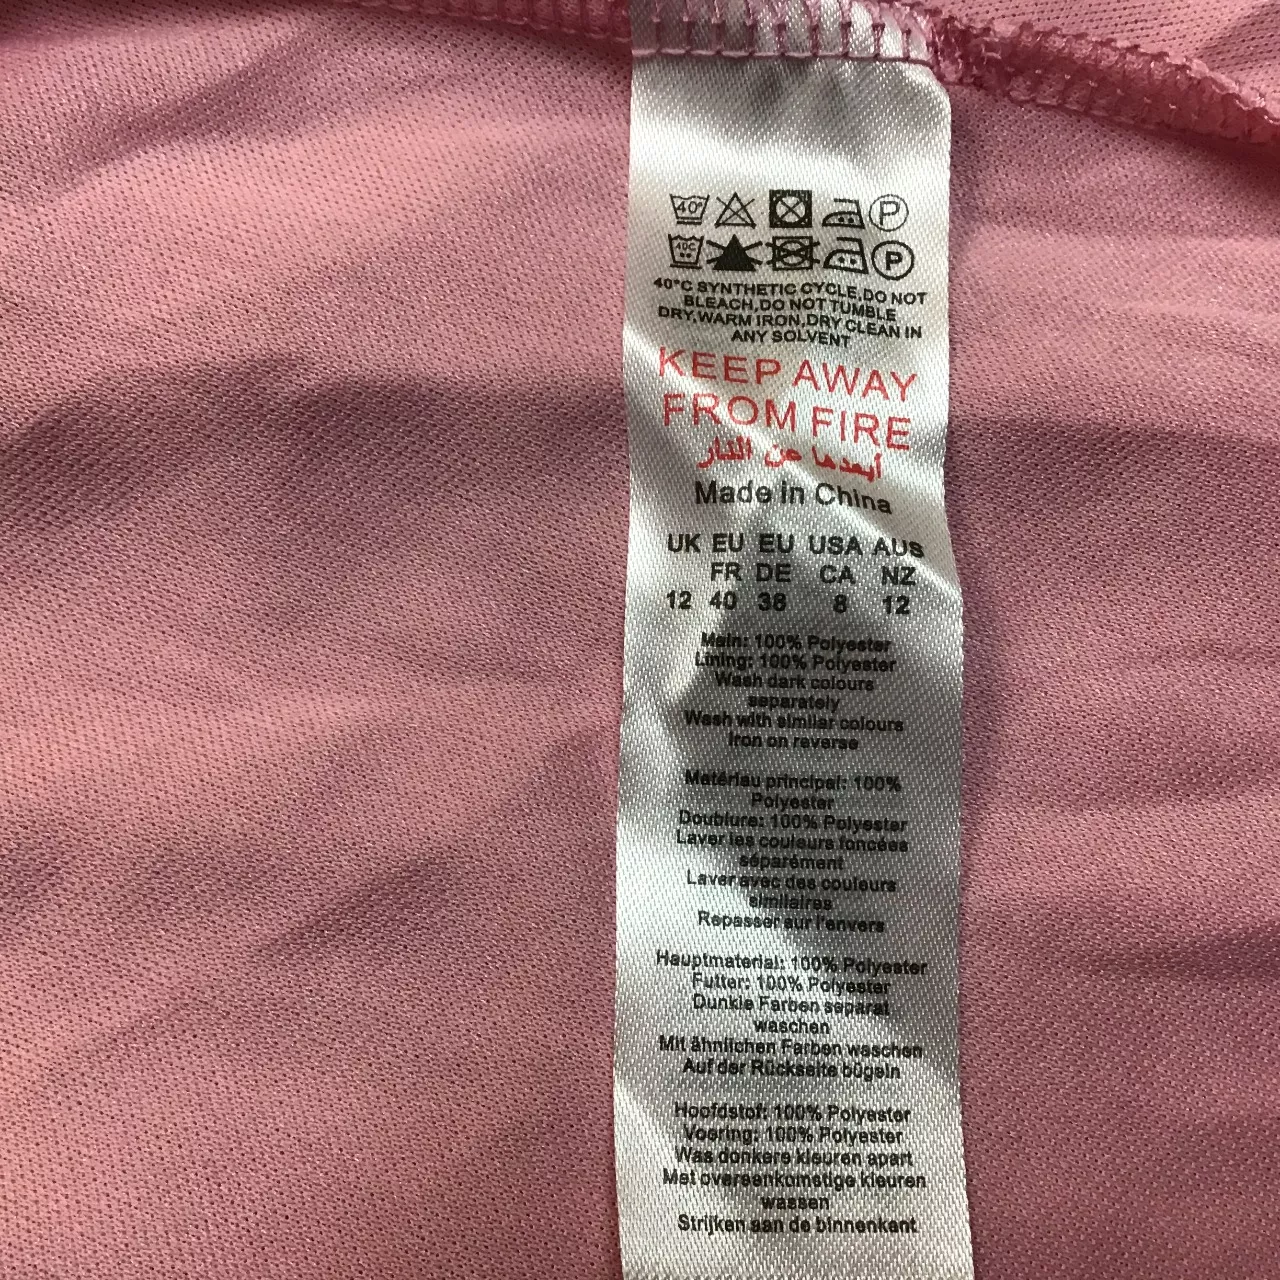 40°
P
40C
P
40°C SYNTHETIC CYCLE,DO NOT
BLEACH,DO NOT TUMBLE
DRY,WARM IRON,DRY CLEAN IN
ANY SOLVENT
KEEP AWAY
FROM FIRE
أبعدها عن النار
Made in China
UK EU EU USA AUS
FR DE CA NZ
12 40 38 8 12
Main: 100% Polyester
Lining: 100% Polyester
Wash dark colours
separately
Wash with similar colours
Iron on reverse
Matériau principal: 100%
Polyester
Doublure: 100% Polyester
Laver les couleurs foncées
séparément
Laver avec des couleurs
similaires
Repasser sur l'envers
Hauptmaterial: 100% Polyester
Futter: 100% Polyester
Dunkle Farben separat
waschen
Mit ähnlichen Farben waschen
Auf der Rückseite bügeln
Hoofdstof: 100% Polyester
Voering: 100% Polyester
Was donkere kleuren apart
Met overeenkomstige kleuren
wassen
Strijken aan de binnenkant